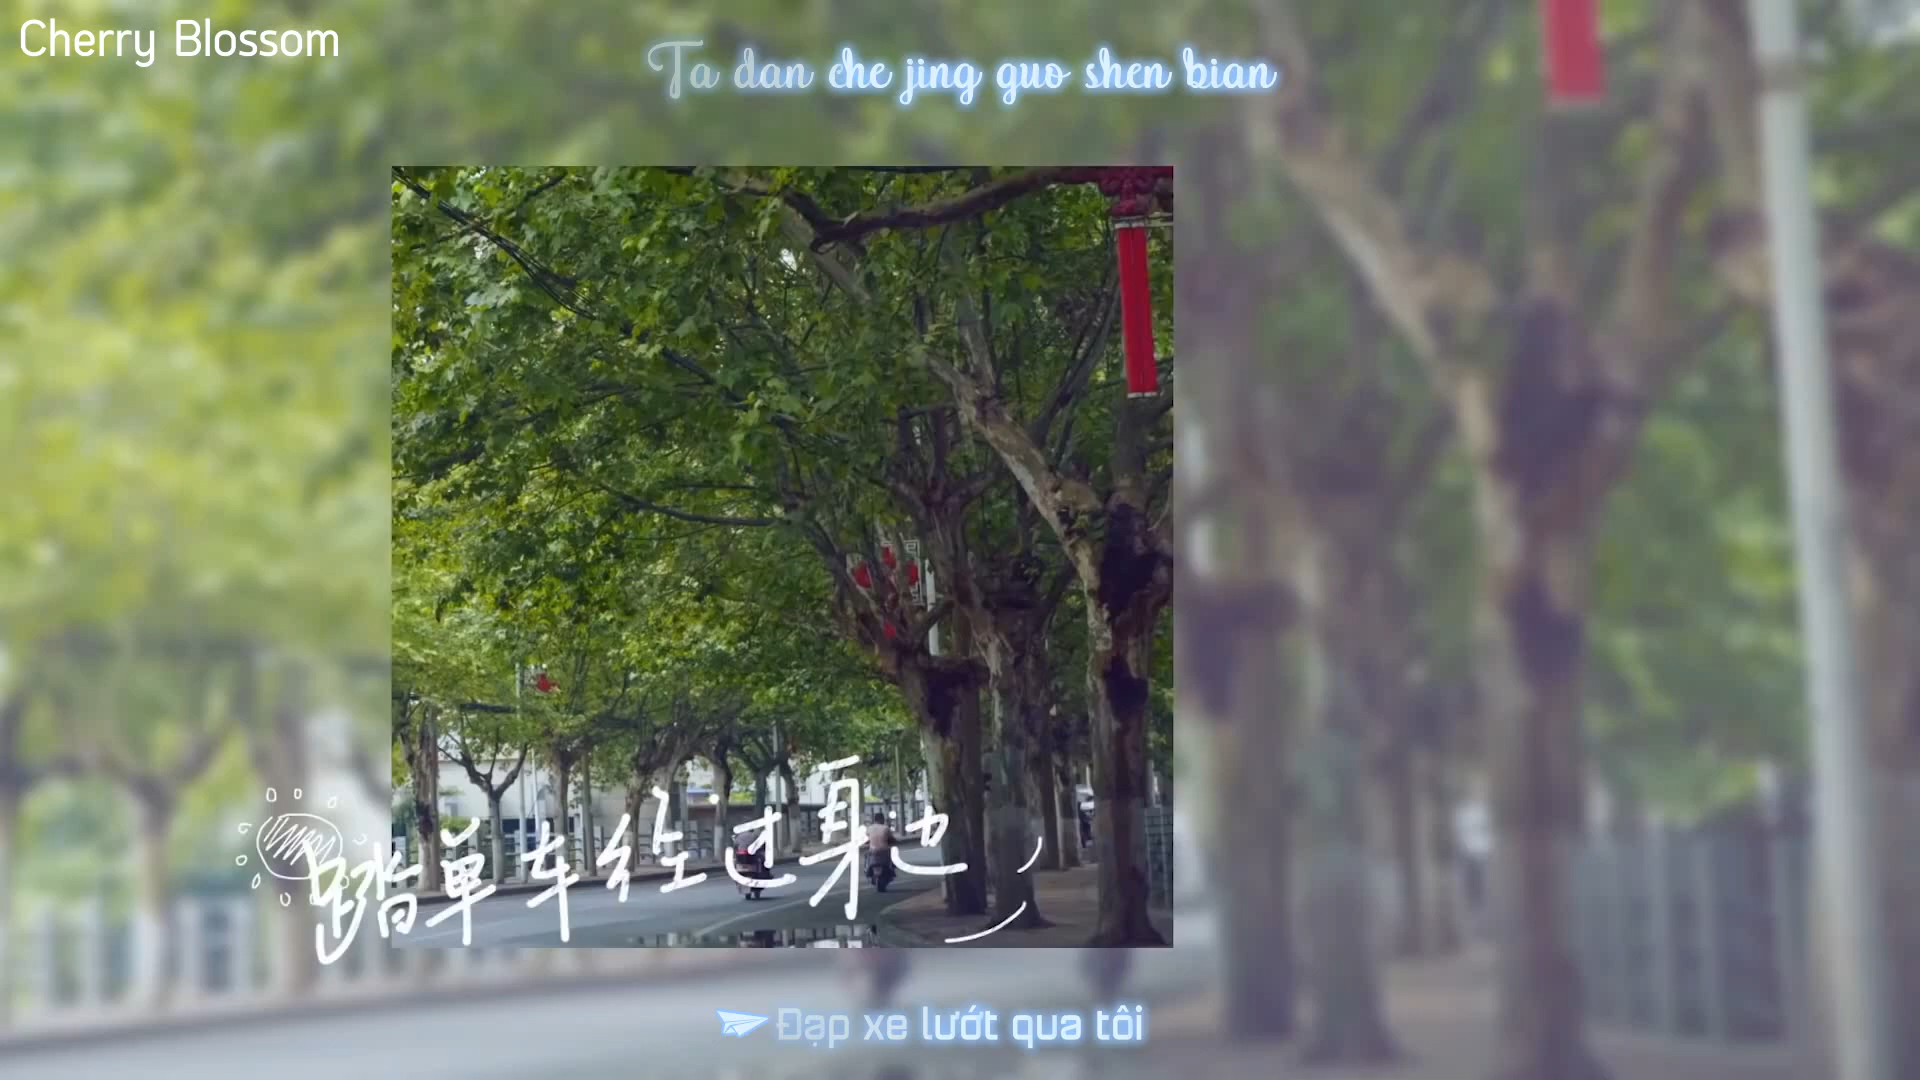 Cherry Blossom
Ta dan che jing guo shen bian
踏单车经过身边
Đạp xe lướt qua tôi